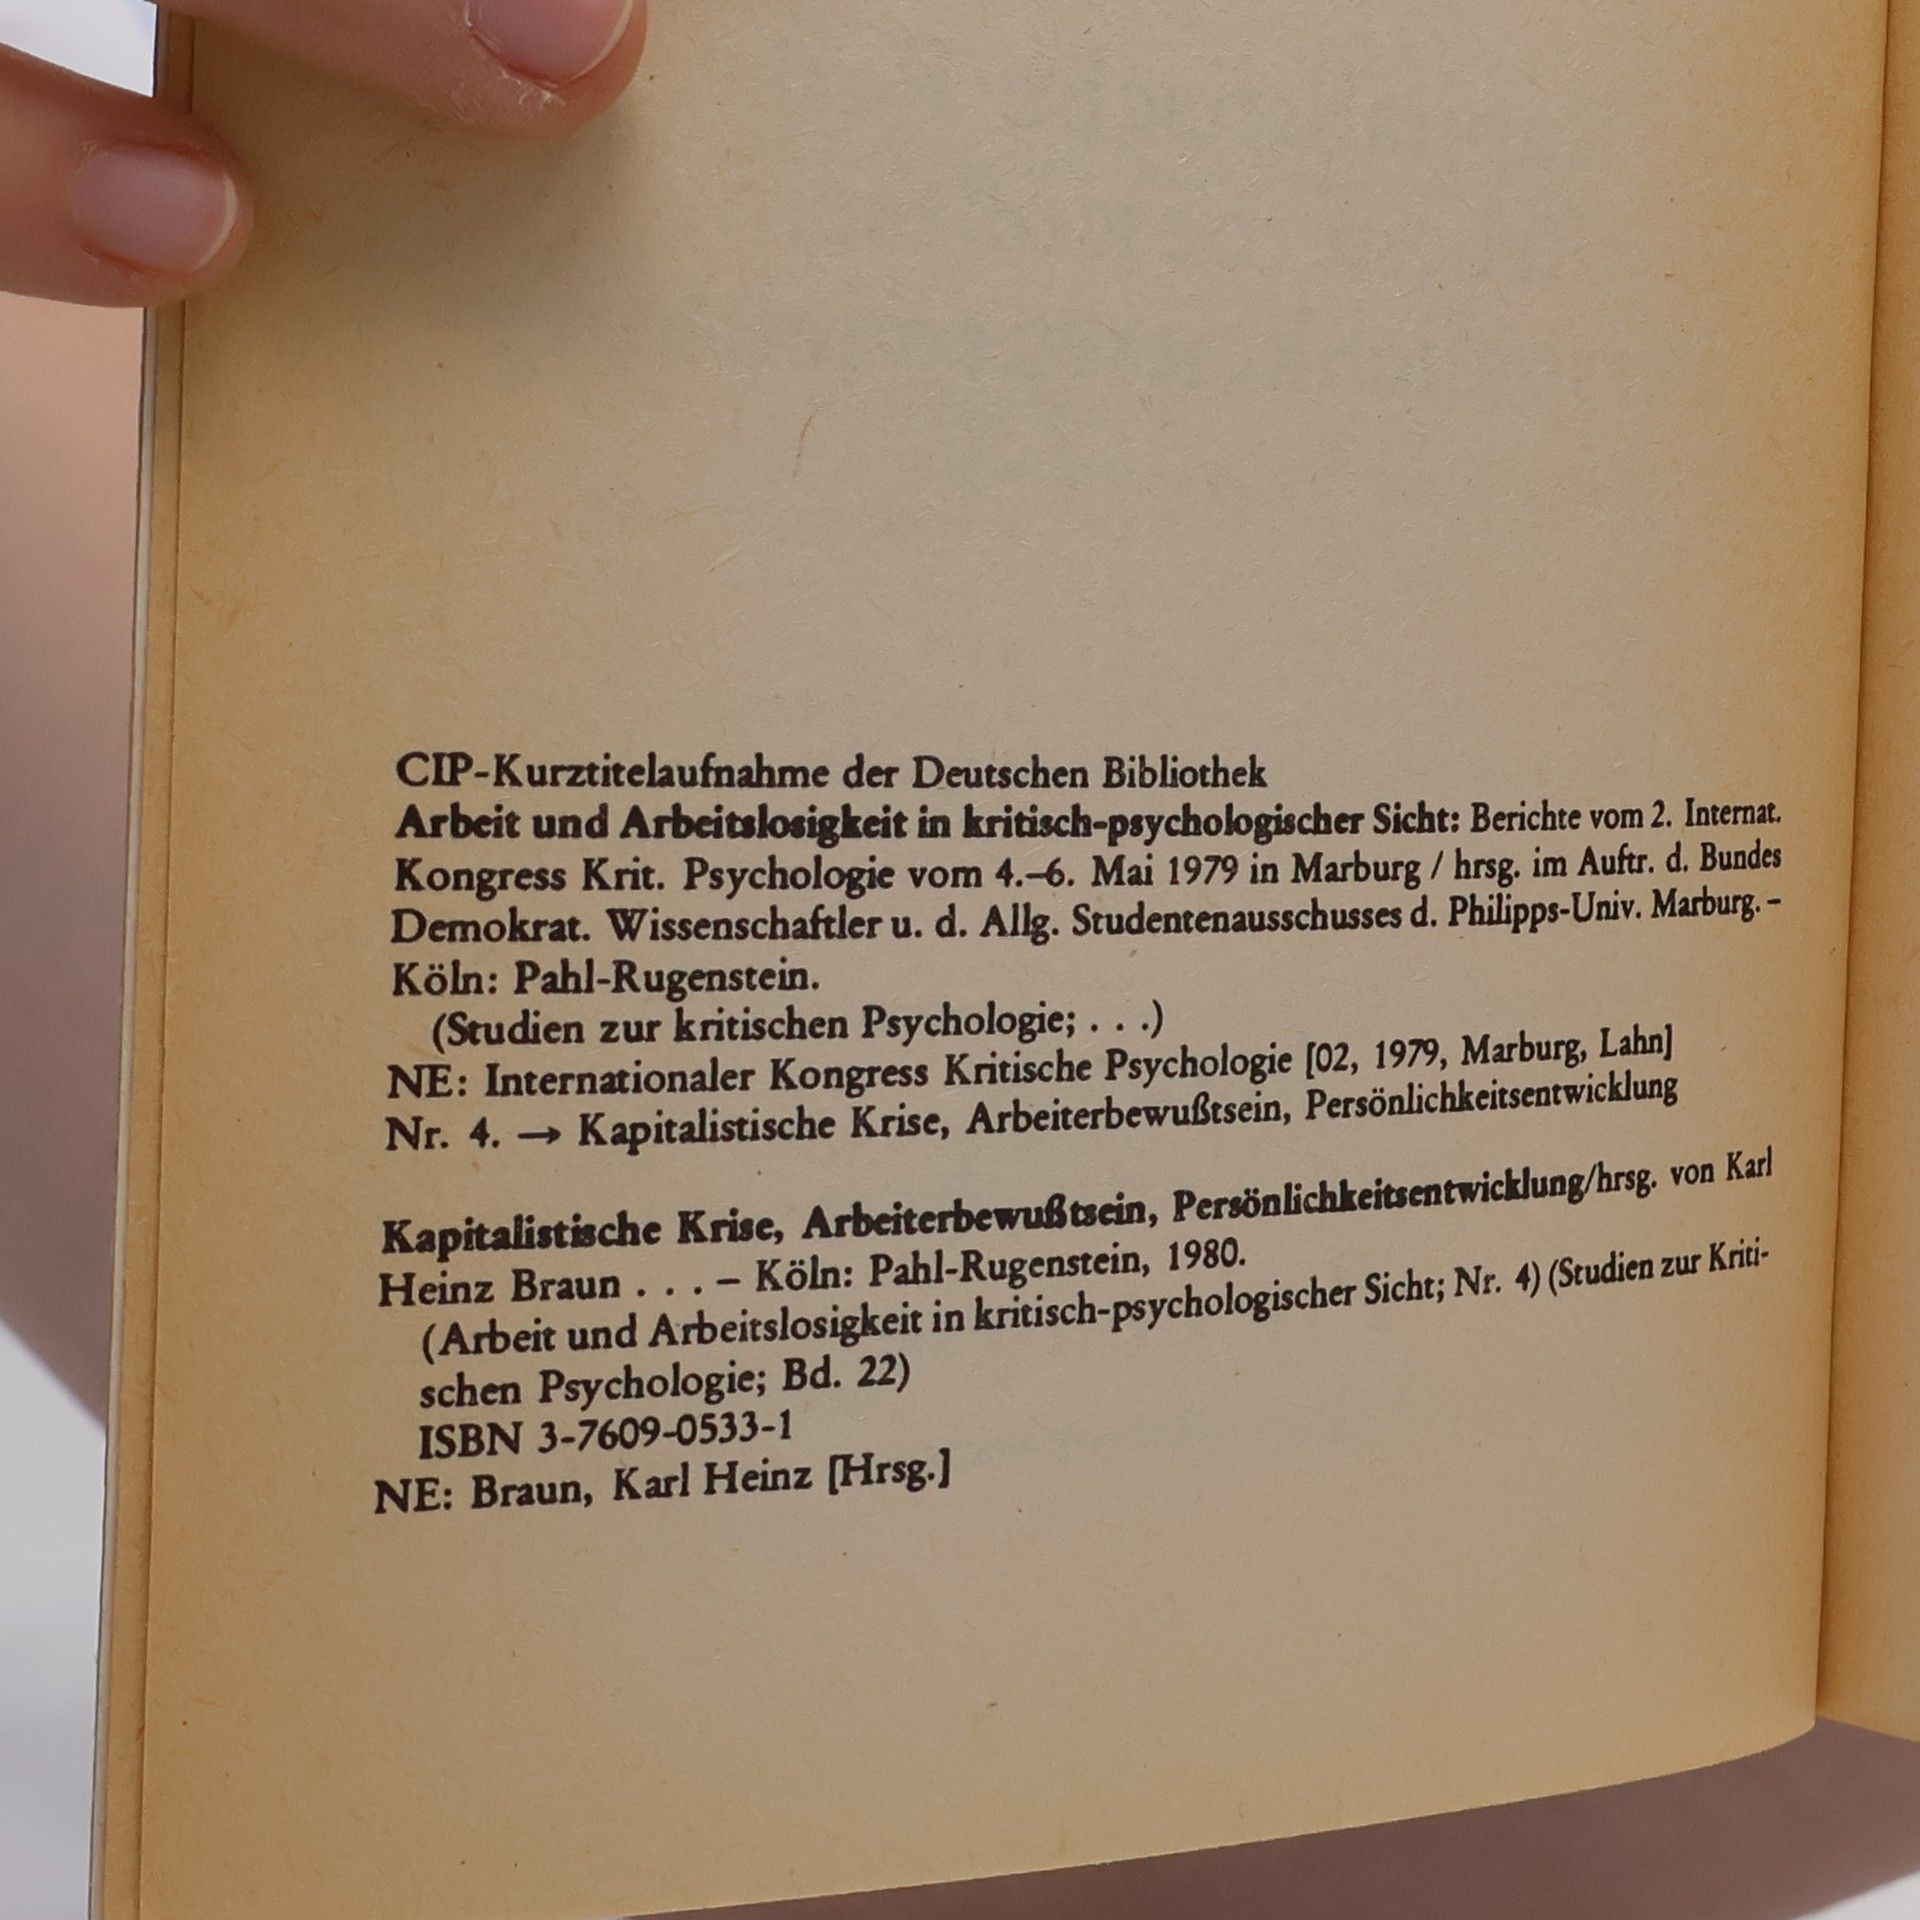 CIP-Kurztitelaufnahme der Deutschen Bibliothek
Arbeit und Arbeitslosigkeit in kritisch-psychologischer Sicht: Berichte vom 2. Internat.
Kongress Krit. Psychologie vom 4.–6. Mai 1979 in Marburg / hrsg. im Auftr. d. Bundes
Demokrat. Wissenschaftler u. d. Allg. Studentenausschusses d. Philipps-Univ. Marburg. –
Köln: Pahl-Rugenstein.
(Studien zur kritischen Psychologie; . . .)
NE: Internationaler Kongress Kritische Psychologie [02, 1979, Marburg, Lahn]
Nr. 4. → Kapitalistische Krise, Arbeiterbewußtsein, Persönlichkeitsentwicklung
Kapitalistische Krise, Arbeiterbewußtsein, Persönlichkeitsentwicklung/hrsg. von Karl
Heinz Braun . . . – Köln: Pahl-Rugenstein, 1980.
(Arbeit und Arbeitslosigkeit in kritisch-psychologischer Sicht; Nr. 4) (Studien zur Kriti-
schen Psychologie; Bd. 22)
ISBN 3-7609-0533-1
NE: Braun, Karl Heinz [Hrsg.]